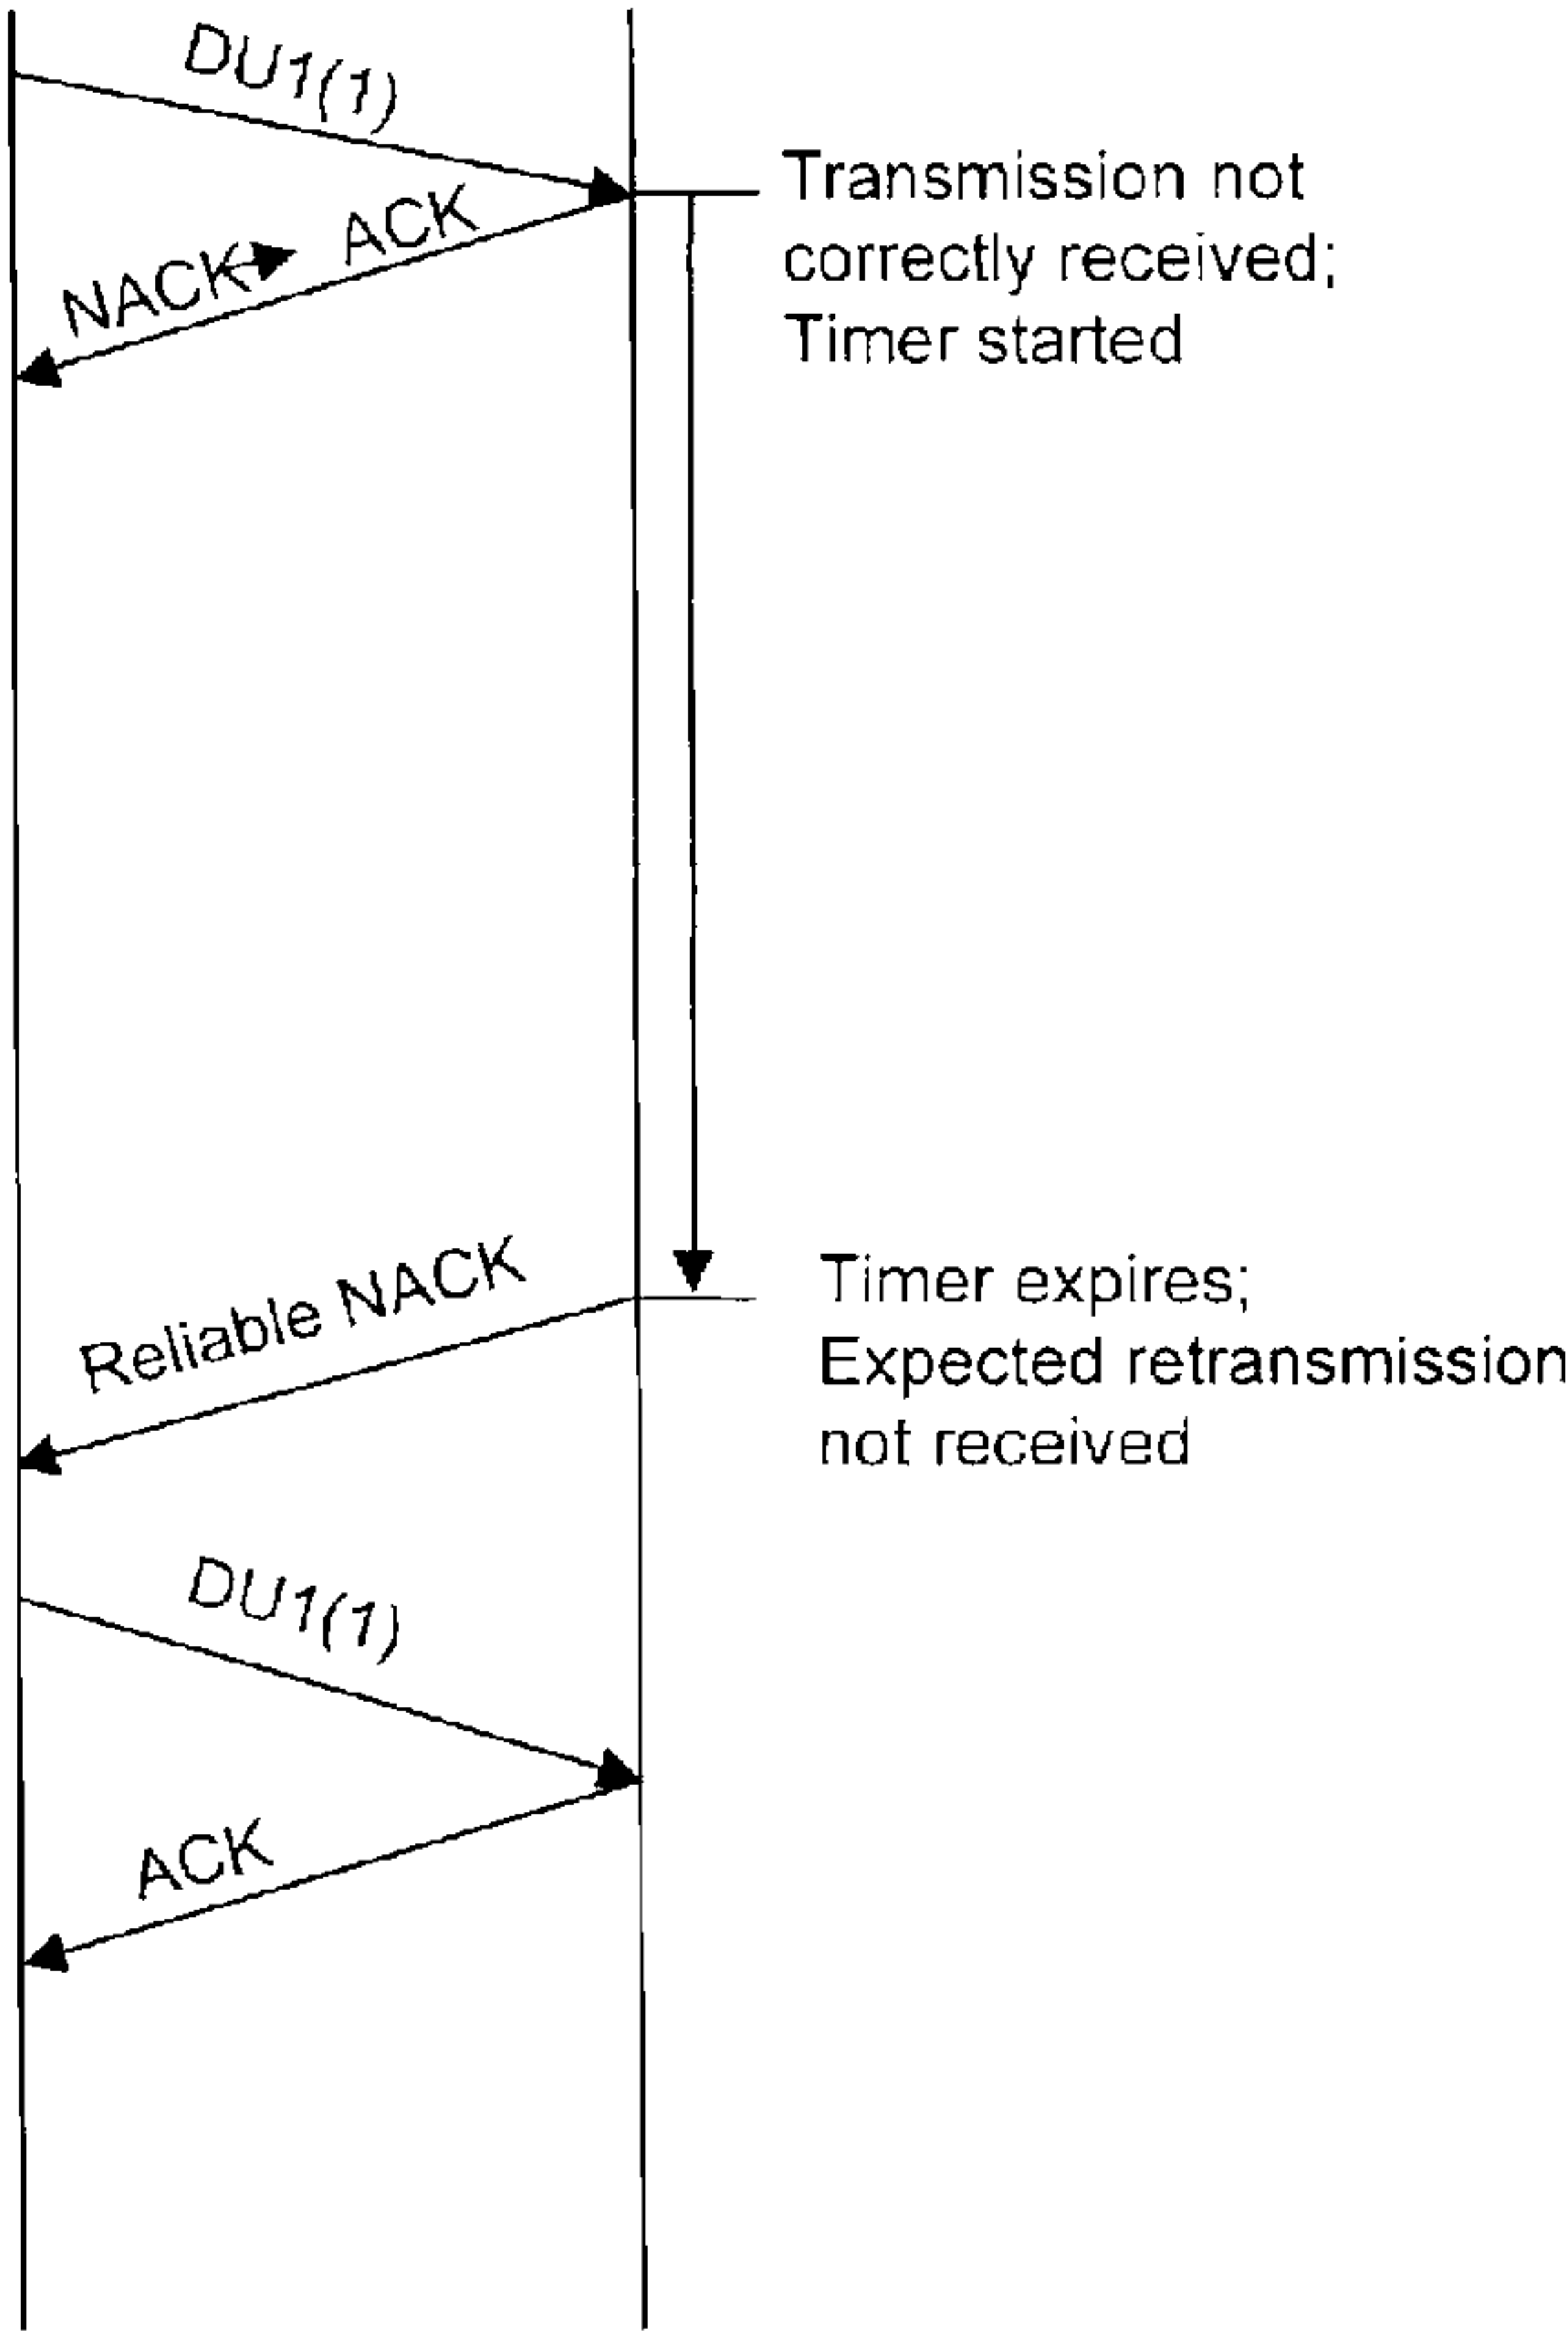 DU1(1)
NACK ACK
Transmission not
correctly received;
Timer started
Reliable NACK
Timer expires;
Expected retransmission
not received
DU1(1)
ACK